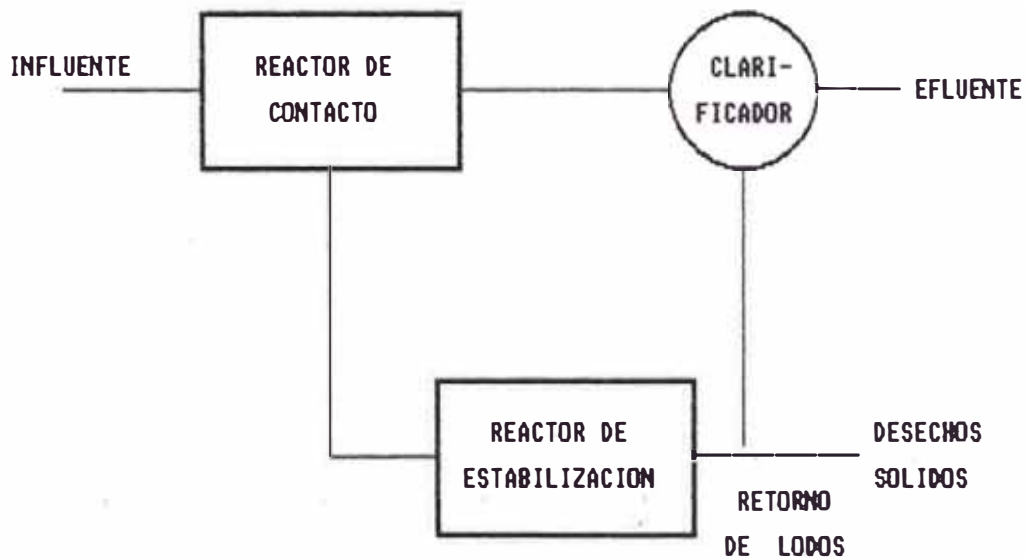 INFLUENTE
REACTOR DE
CONTACTO
CLARI-
FICADOR
EFLUENTE
REACTOR DE
ESTABILIZACION
DESECHOS
SOLIDOS
RETORNO
DE LODOS